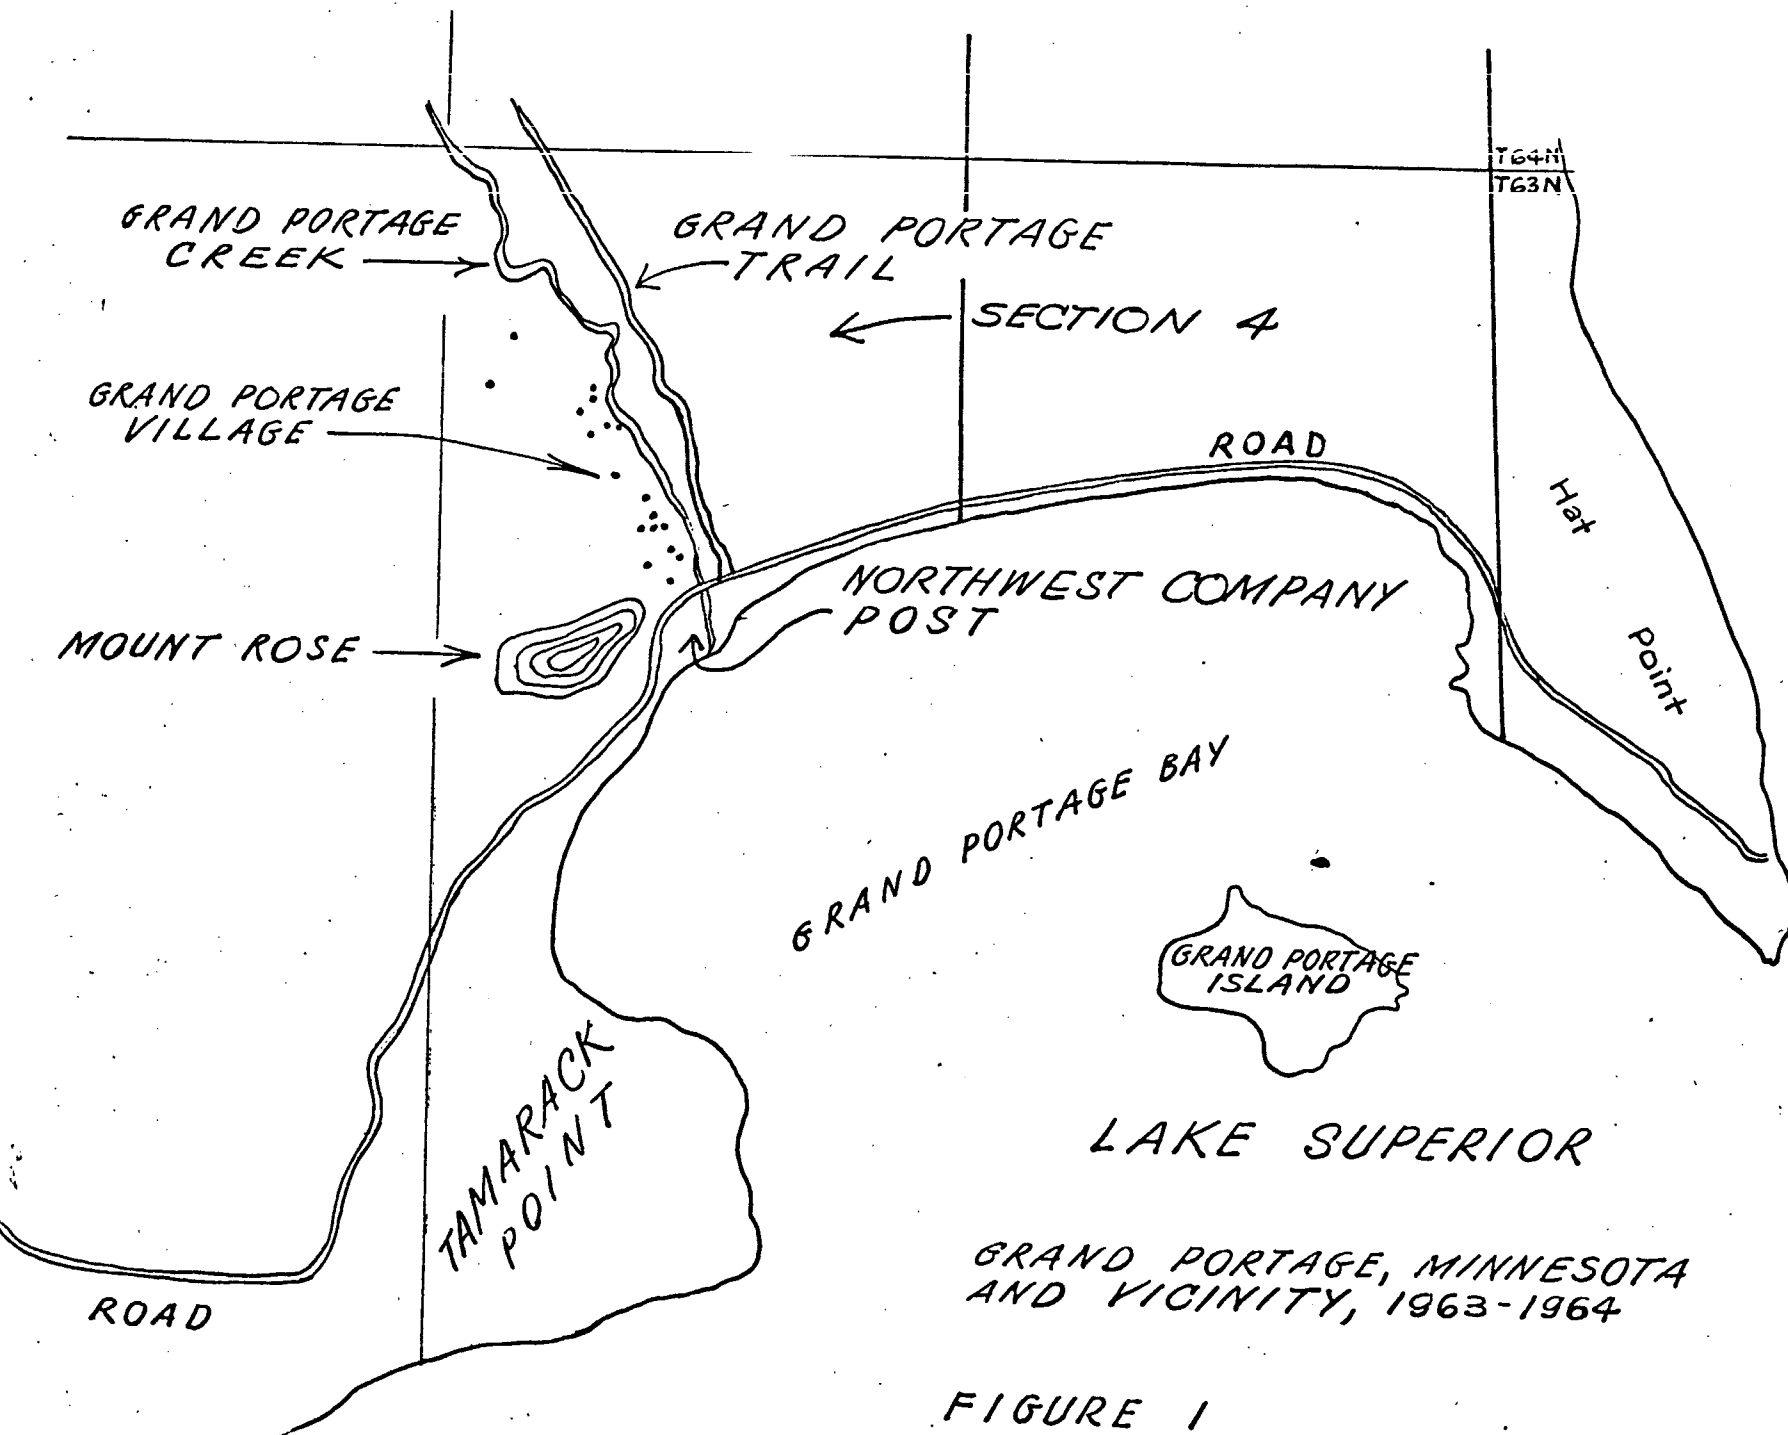 T64N
T63N
GRAND PORTAGE
CREEK
GRAND PORTAGE
TRAIL
SECTION 4
GRAND PORTAGE
VILLAGE
ROAD
Hat
Point
NORTHWEST COMPANY
POST
MOUNT ROSE
GRAND PORTAGE BAY
GRAND PORTAGE
ISLAND
TAMARACK
POINT
LAKE SUPERIOR
ROAD
GRAND PORTAGE, MINNESOTA
AND VICINITY, 1963-1964
FIGURE 1